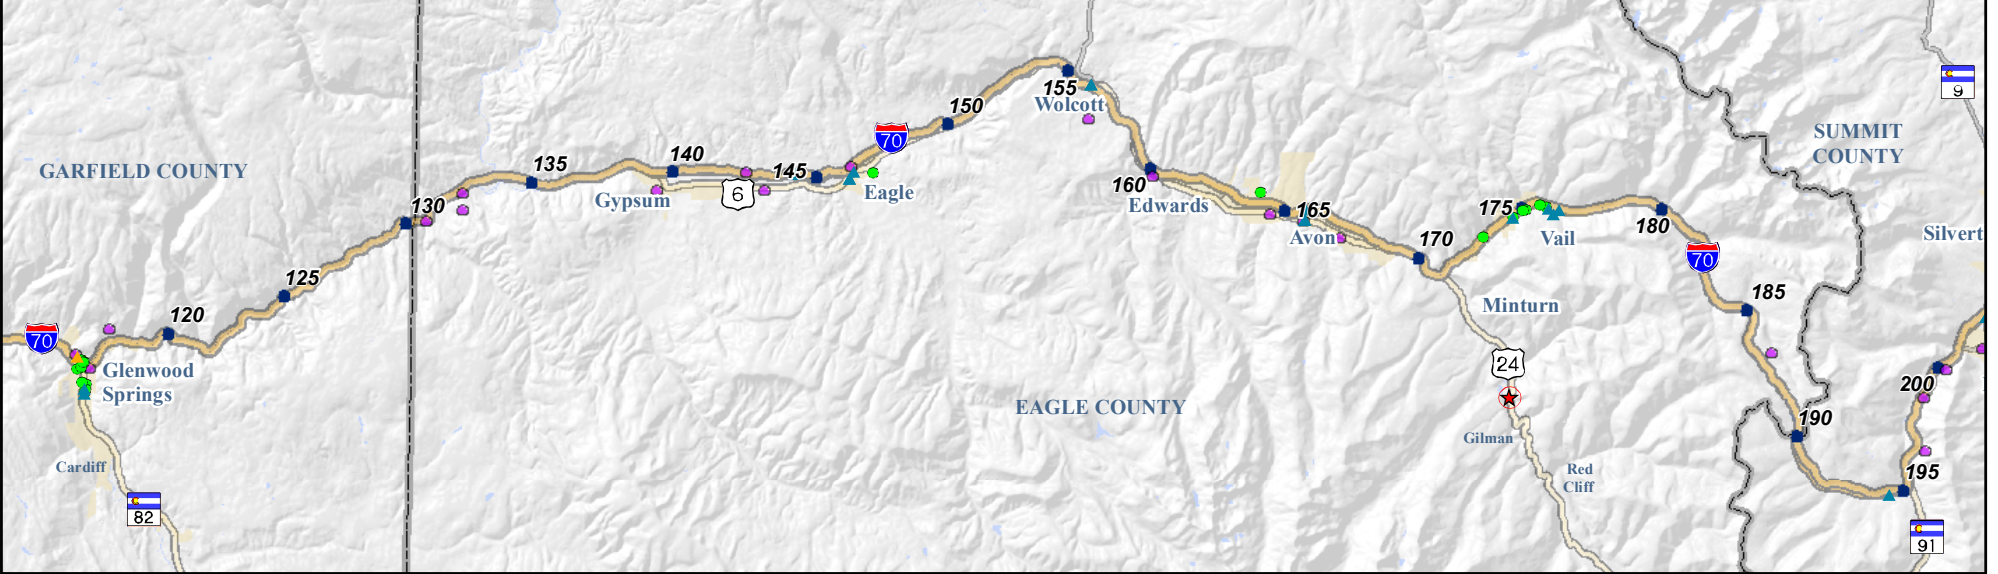 9
155
Wolcott
150
70
SUMMIT
COUNTY
GARFIELD COUNTY
135
140
145
6
Eagle
Gypsum
160
Edwards
130
165
Avon
170
175
Vail
180
70
Silvert
125
185
Minturn
120
70
Glenwood
Springs
24
200
EAGLE COUNTY
190
Gilman
Cardiff
Red
Cliff
195
82
91